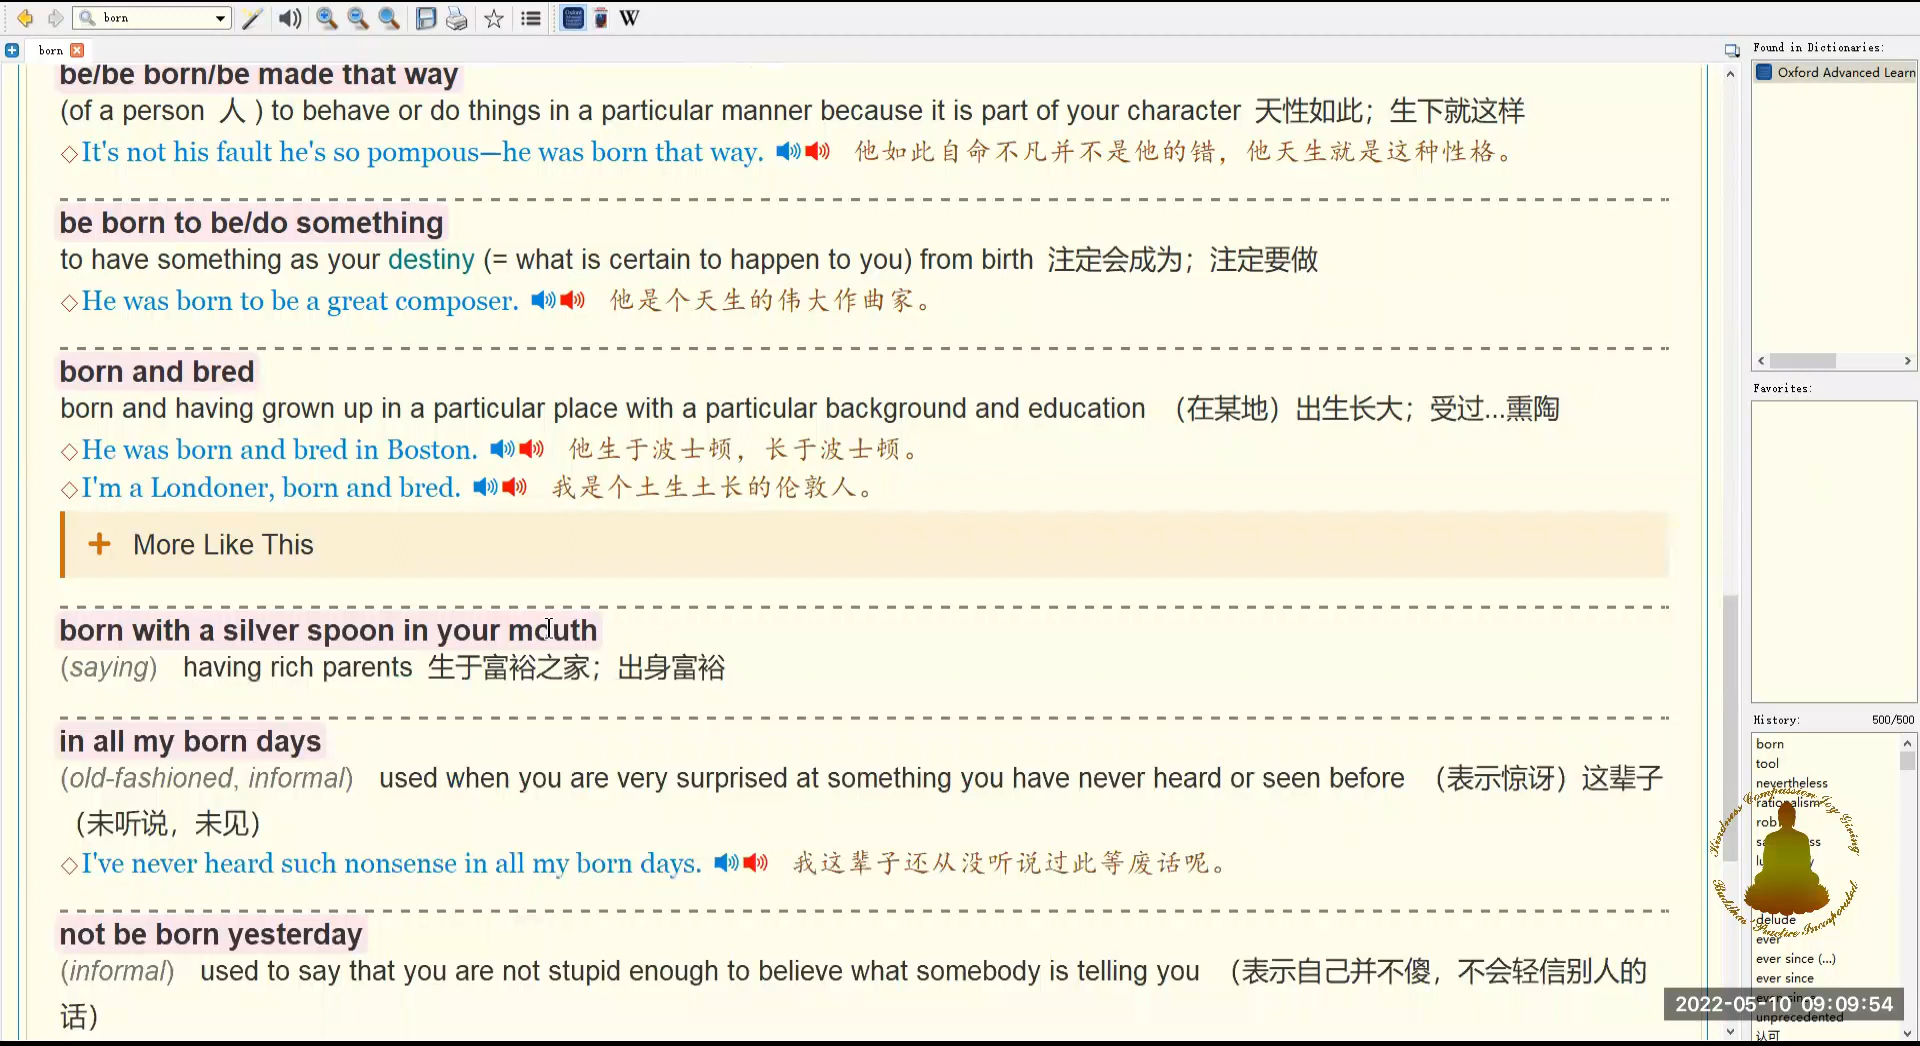 born
born
Found in Dictionaries:
Oxford Advanced Learn
be/be born/be made that way
(of a person 人 ) to behave or do things in a particular manner because it is part of your character 天性如此；生下就这样
It's not his fault he's so pompous—he was born that way. 他如此自命不凡并不是他的错，他天生就是这种性格。
be born to be/do something
to have something as your destiny (= what is certain to happen to you) from birth 注定会成为；注定要做
He was born to be a great composer. 他是个天生的伟大作曲家。
born and bred
born and having grown up in a particular place with a particular background and education （在某地）出生长大；受过…熏陶
He was born and bred in Boston. 他生于波士顿，长于波士顿。
I'm a Londoner, born and bred. 我是个土生土长的伦敦人。
+ More Like This
born with a silver spoon in your mouth
(saying) having rich parents 生于富裕之家；出身富裕
in all my born days
(old-fashioned, informal) used when you are very surprised at something you have never heard or seen before （表示惊讶）这辈子
（未听说，未见）
I've never heard such nonsense in all my born days. 我这辈子还从没听说过此等废话呢。
not be born yesterday
(informal) used to say that you are not stupid enough to believe what somebody is telling you （表示自己并不傻，不会轻信别人的
话）
Favorites:
History: 500/500
born
tool
nevertheless
rationalism
delude
ever
ever since (...)
ever since
unprecedented
认可
Kindness Compassion Joy Giving
Buddhas Practice Incorporated
2022-05-10 09:09:54